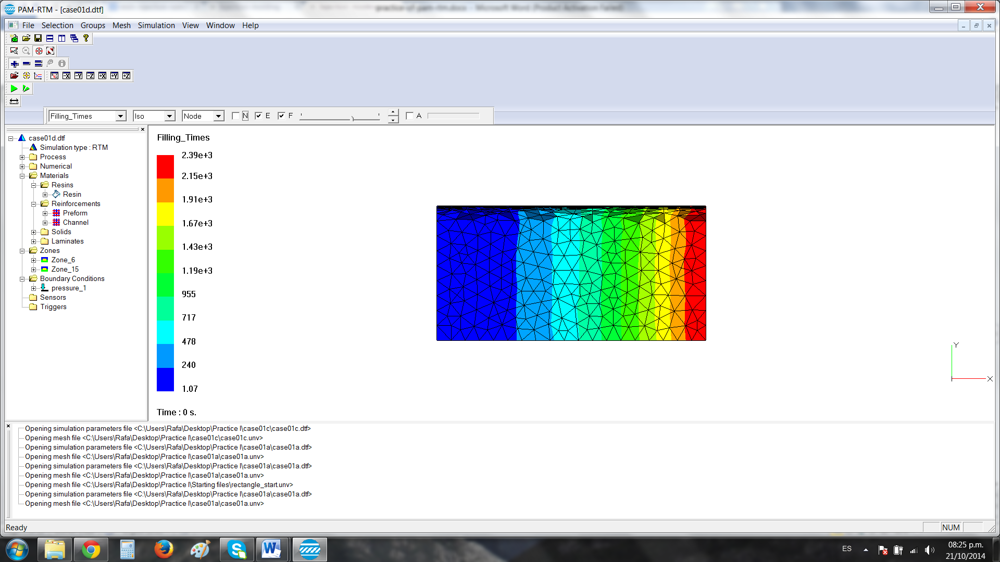 PAM-RTM - [case01d.dtf]
File Selection Groups Mesh Simulation View Window Help
Filling_Times Iso Node N E F A
case01d.dtf
Simulation type : RTM
Process
Numerical
Materials
Resins
Resin
Reinforcements
Preform
Channel
Solids
Laminates
Zones
Zone_6
Zone_15
Boundary Conditions
pressure_1
Sensors
Triggers
Filling_Times
2.39e+3
2.15e+3
1.91e+3
1.67e+3
1.43e+3
1.19e+3
955
717
478
240
1.07
Time : 0 s.
Y
X
Opening simulation parameters file <C:\Users\Rafa\Desktop\Practice I\case01c\case01c.dtf>
Opening mesh file <C:\Users\Rafa\Desktop\Practice I\case01c\case01c.unv>
Opening simulation parameters file <C:\Users\Rafa\Desktop\Practice I\case01a\case01a.dtf>
Opening mesh file <C:\Users\Rafa\Desktop\Practice I\case01a\case01a.unv>
Opening simulation parameters file <C:\Users\Rafa\Desktop\Practice I\case01a\case01a.dtf>
Opening mesh file <C:\Users\Rafa\Desktop\Practice I\case01a\case01a.unv>
Opening mesh file <C:\Users\Rafa\Desktop\Practice I\Starting files\rectangle_start.unv>
Opening simulation parameters file <C:\Users\Rafa\Desktop\Practice I\case01a\case01a.dtf>
Opening mesh file <C:\Users\Rafa\Desktop\Practice I\case01a\case01a.unv>
Ready
NUM
ES
08:25 p.m.
21/10/2014